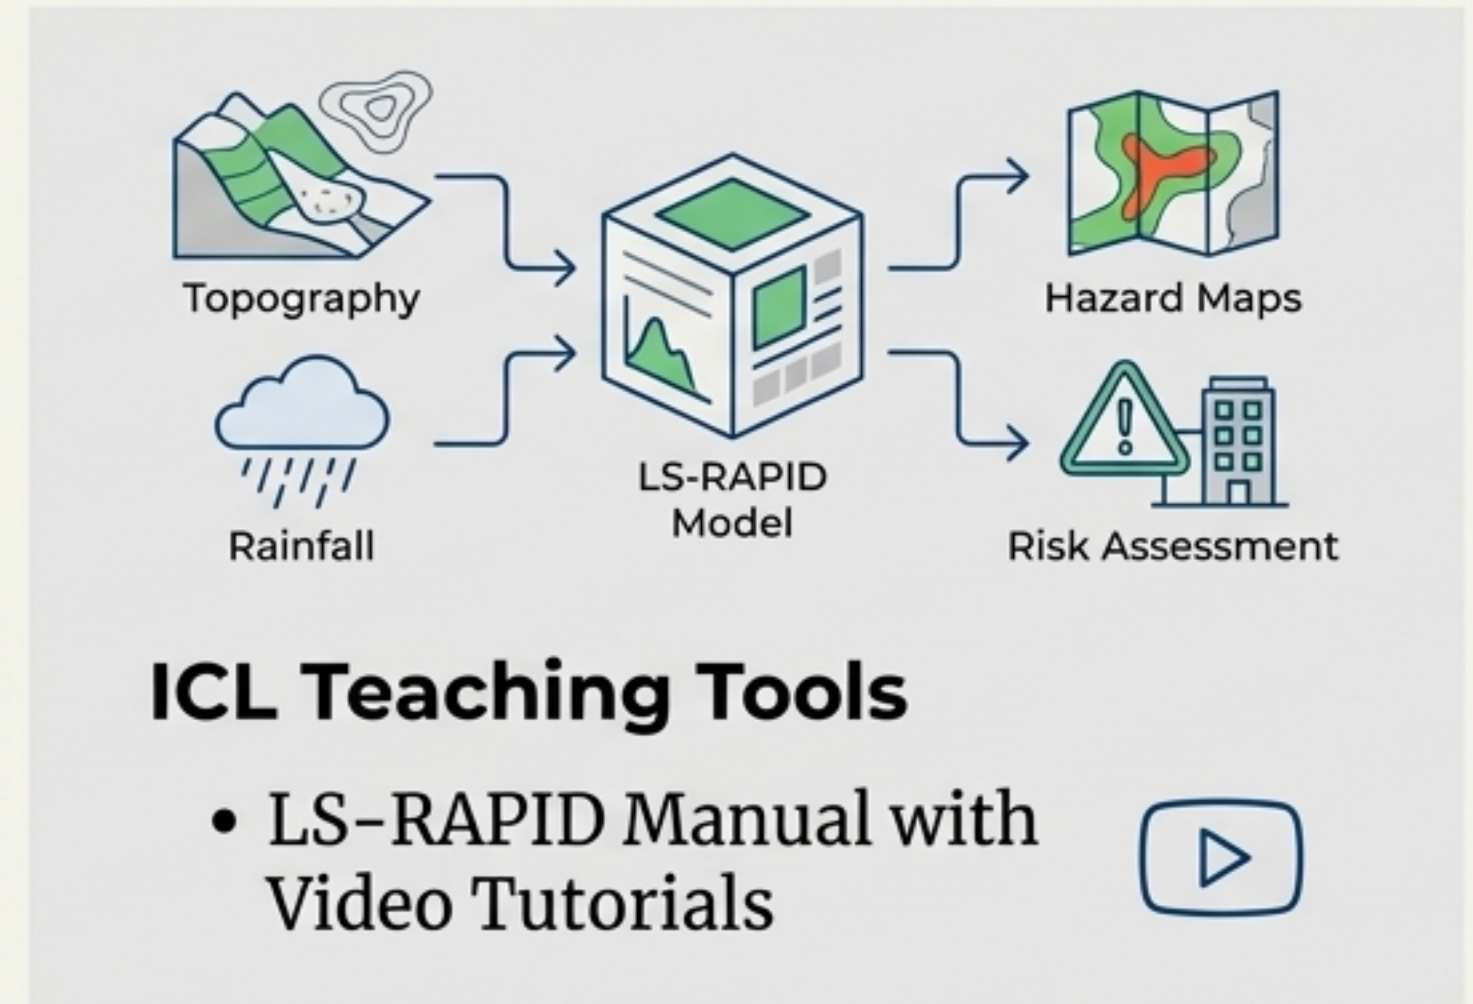 Topography
Hazard Maps
LS-RAPID
Model
Rainfall
Risk Assessment
ICL Teaching Tools
• LS-RAPID Manual with
Video Tutorials